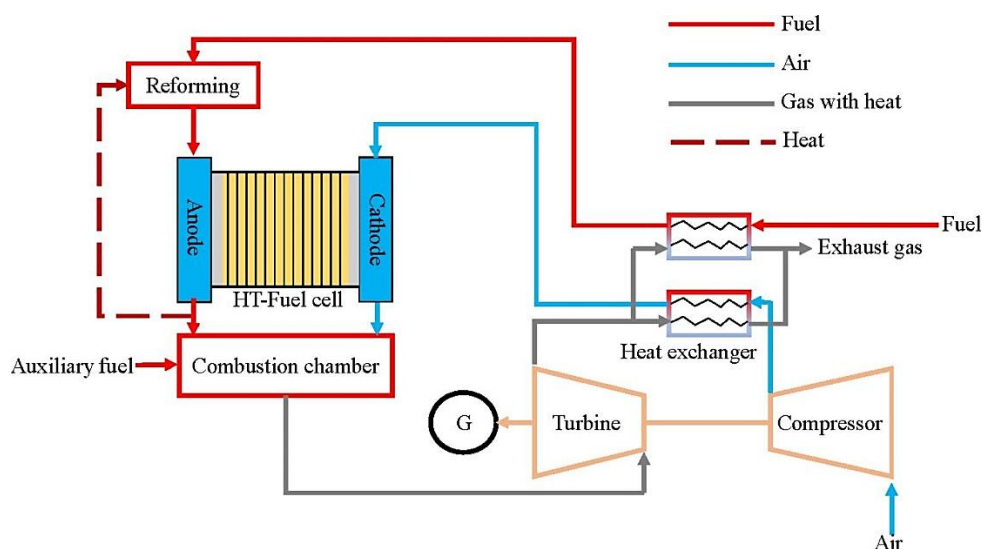 Fuel
Air
Gas with heat
Heat
Reforming
Anode
Cathode
HT-Fuel cell
Fuel
Exhaust gas
Heat exchanger
Auxiliary fuel
Combustion chamber
G
Turbine
Compressor
Air